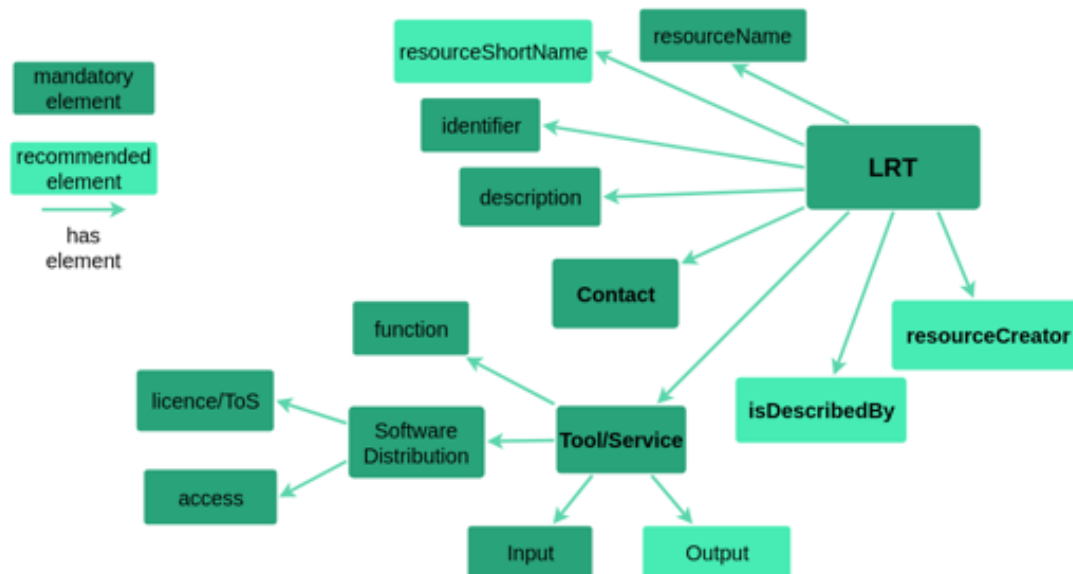 resourceName
resourceShortName
mandatory
element
identifier
recommended
element
LRT
description
has
element
Contact
function
resourceCreator
licence/ToS
isDescribedBy
Software
Distribution
Tool/Service
access
Input
Output